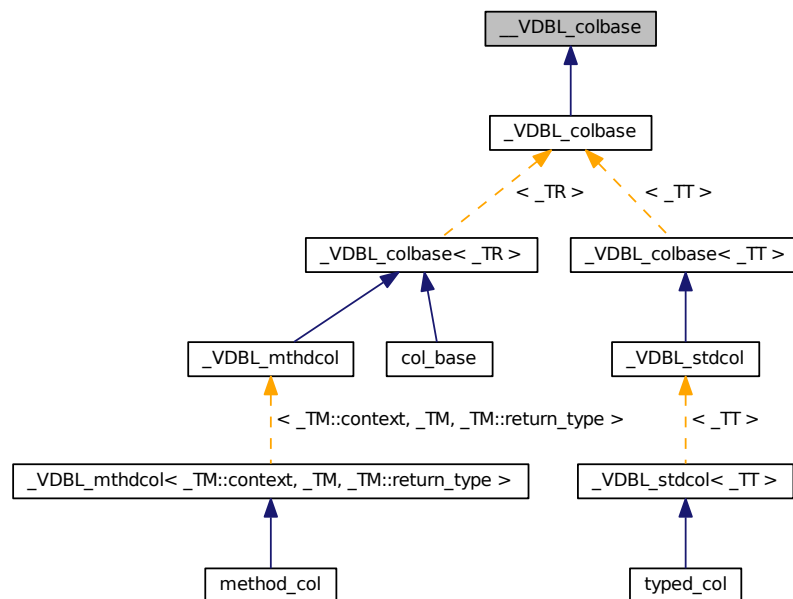 __VDBL_colbase
_VDBL_colbase
< _TR >
< _TT >
_VDBL_colbase< _TR >
_VDBL_colbase< _TT >
_VDBL_mthdcol
col_base
_VDBL_stdcol
< _TM::context, _TM, _TM::return_type >
< _TT >
_VDBL_mthdcol< _TM::context, _TM, _TM::return_type >
_VDBL_stdcol< _TT >
method_col
typed_col